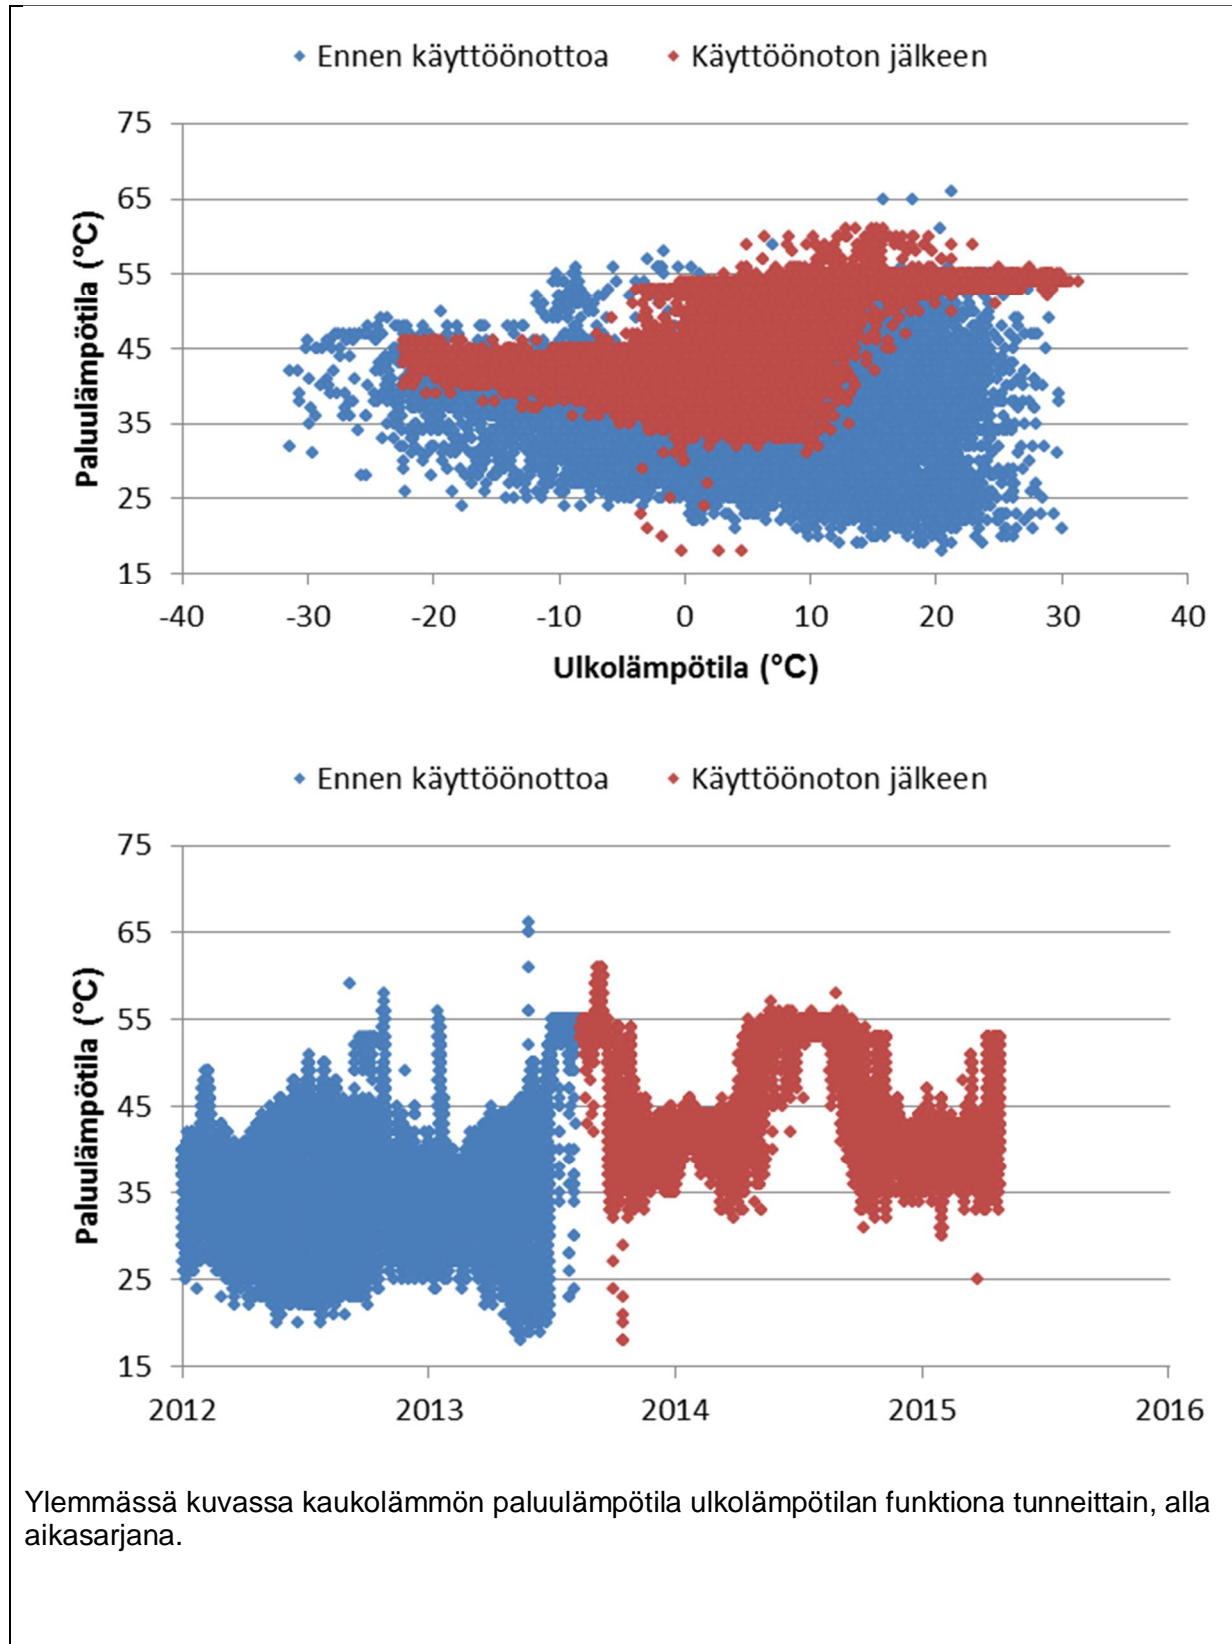 Ennen käyttöönottoa Käyttöönoton jälkeen
75
65
55
45
35
25
15
Paluulämpötila (°C)
-40 -30 -20 -10 0 10 20 30 40
Ulkolämpötila (°C)
Ennen käyttöönottoa Käyttöönoton jälkeen
75
65
55
45
35
25
15
Paluulämpötila (°C)
2012 2013 2014 2015 2016
Ylemmässä kuvassa kaukolämmön paluulämpötila ulkolämpötilan funktiona tunneittain, alla
aikasarjana.